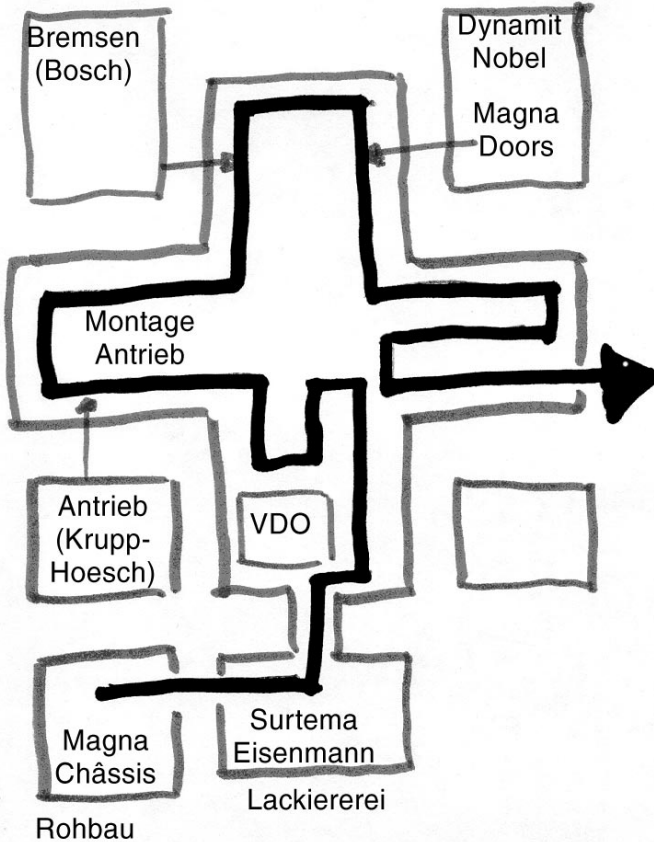 Bremsen
(Bosch)
Dynamit
Nobel
Magna
Doors
Montage
Antrieb
Antrieb
(Krupp-
Hoesch)
VDO
Magna
Châssis
Surtema
Eisenmann
Lackiererei
Rohbau